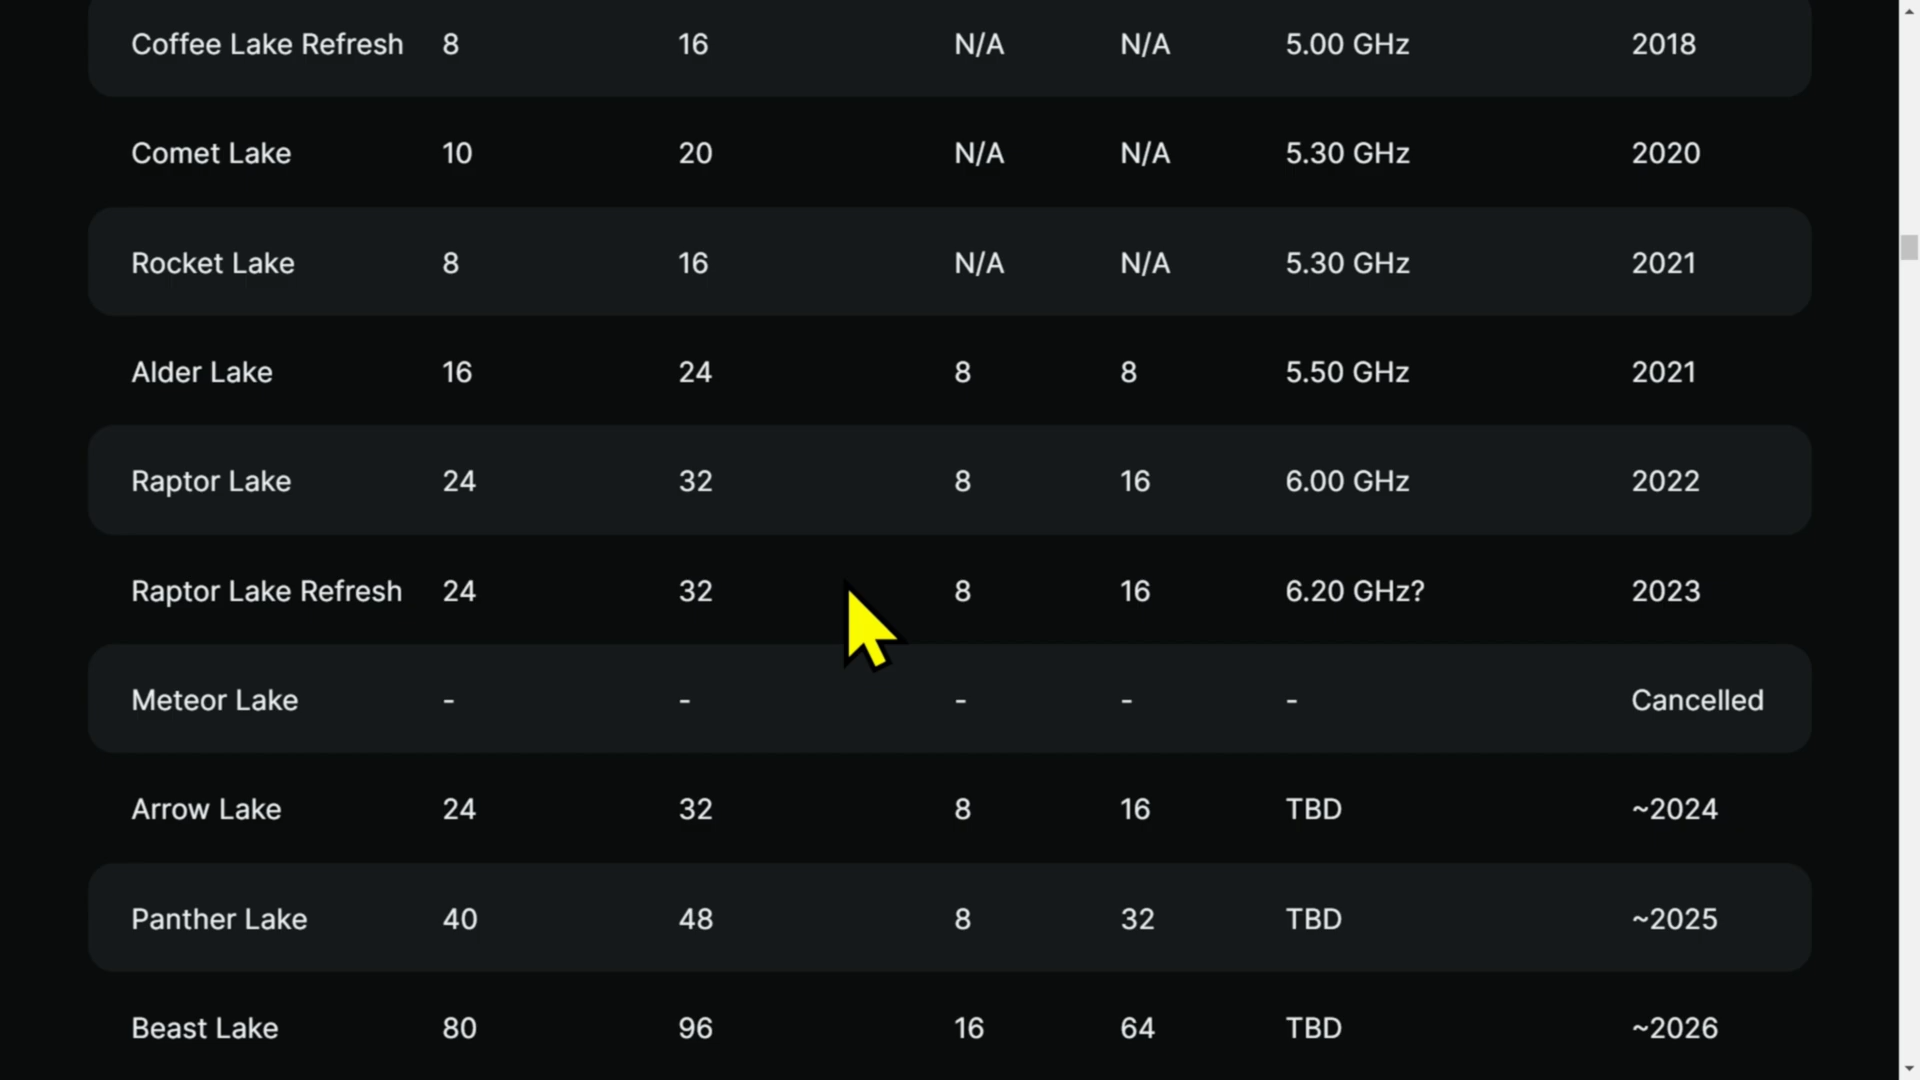 Coffee Lake Refresh 8 16 N/A N/A 5.00 GHz 2018
Comet Lake 10 20 N/A N/A 5.30 GHz 2020
Rocket Lake 8 16 N/A N/A 5.30 GHz 2021
Alder Lake 16 24 8 8 5.50 GHz 2021
Raptor Lake 24 32 8 16 6.00 GHz 2022
Raptor Lake Refresh 24 32 8 16 6.20 GHz? 2023
Meteor Lake - - - - - Cancelled
Arrow Lake 24 32 8 16 TBD ~2024
Panther Lake 40 48 8 32 TBD ~2025
Beast Lake 80 96 16 64 TBD ~2026